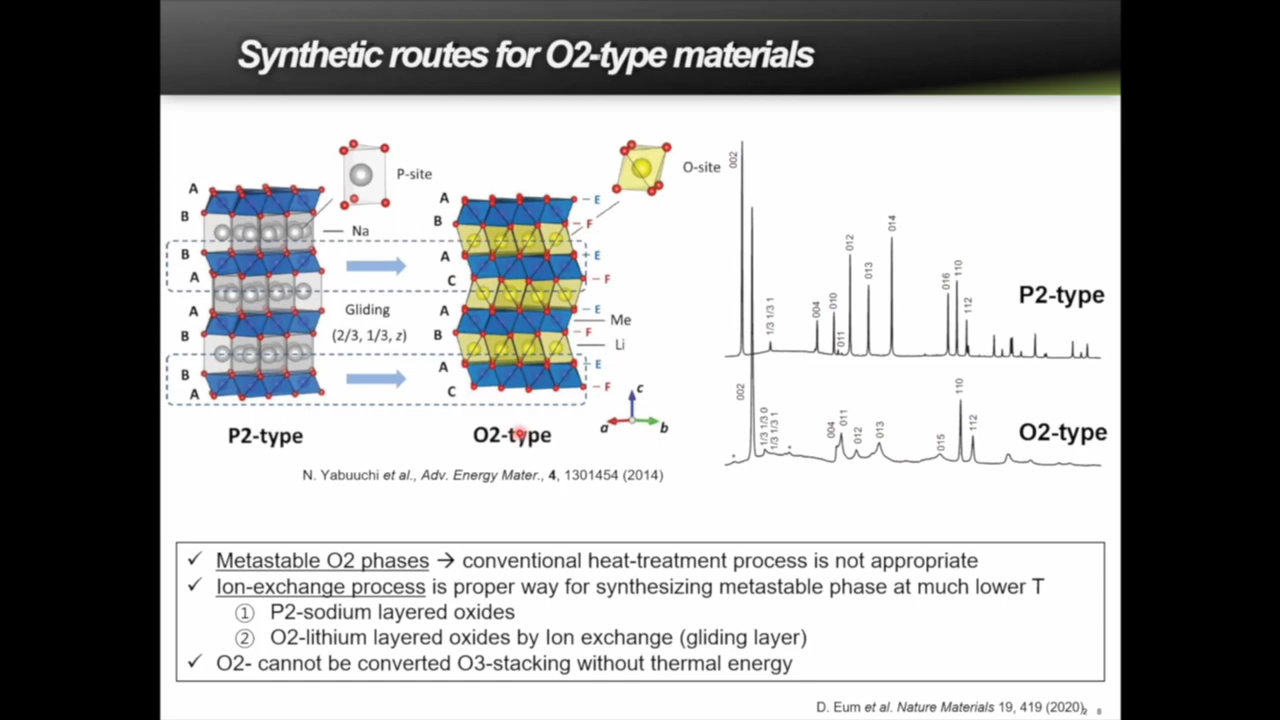 Synthetic routes for O2-type materials
P-site
Na
A
B
B
A
A
B
B
A
Gliding
(2/3, 1/3, z)
P2-type
O-site
A
B
A
C
A
B
A
C
E
F
E
F
E
F
E
F
Me
Li
a
b
c
O2-type
N. Yabuuchi et al., Adv. Energy Mater., 4, 1301454 (2014)
002
1/3 1/3 1
004
010
011
012
013
014
016
110
112
P2-type
002
1/3 1/3 0
1/3 1/3 1
*
*
004
011
012
013
015
110
112
O2-type
✓ Metastable O2 phases → conventional heat-treatment process is not appropriate
✓ Ion-exchange process is proper way for synthesizing metastable phase at much lower T
① P2-sodium layered oxides
② O2-lithium layered oxides by Ion exchange (gliding layer)
✓ O2- cannot be converted O3-stacking without thermal energy
D. Eum et al. Nature Materials 19, 419 (2020)
8